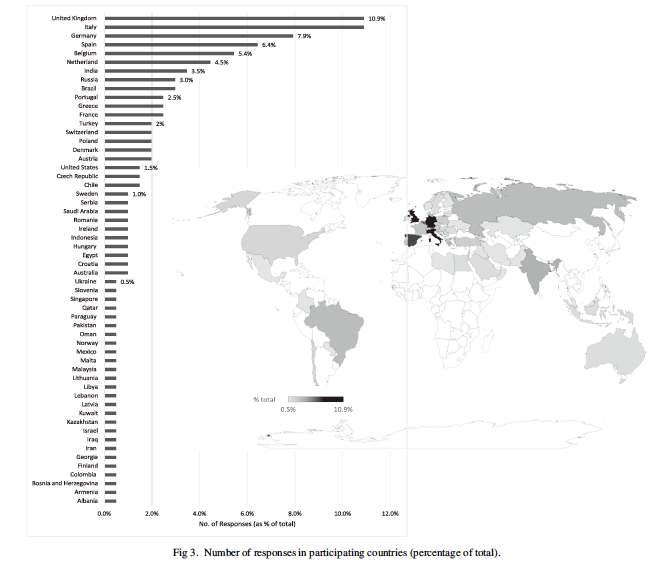 United Kingdom 10.9%
Italy
Germany 7.9%
Spain 6.4%
Belgium 5.4%
Netherland 4.5%
India 3.5%
Russia 3.0%
Brazil
Portugal 2.5%
Greece
France
Turkey 2%
Switzerland
Poland
Denmark
Austria
United States 1.5%
Czech Republic
Chile
Sweden 1.0%
Serbia
Saudi Arabia
Romania
Ireland
Indonesia
Hungary
Egypt
Croatia
Australia
Ukraine 0.5%
Slovenia
Singapore
Qatar
Paraguay
Pakistan
Oman
Norway
Mexico
Malta
Malaysia
Lithuania
Libya
Lebanon
Latvia
Kuwait
Kazakhstan
Israel
Iraq
Iran
Georgia
Finland
Colombia
Bosnia and Herzegovina
Armenia
Albania
0.0% 2.0% 4.0% 6.0% 8.0% 10.0% 12.0%
No. of Responses (as % of total)
% total
0.5% 10.9%
Fig 3. Number of responses in participating countries (percentage of total).